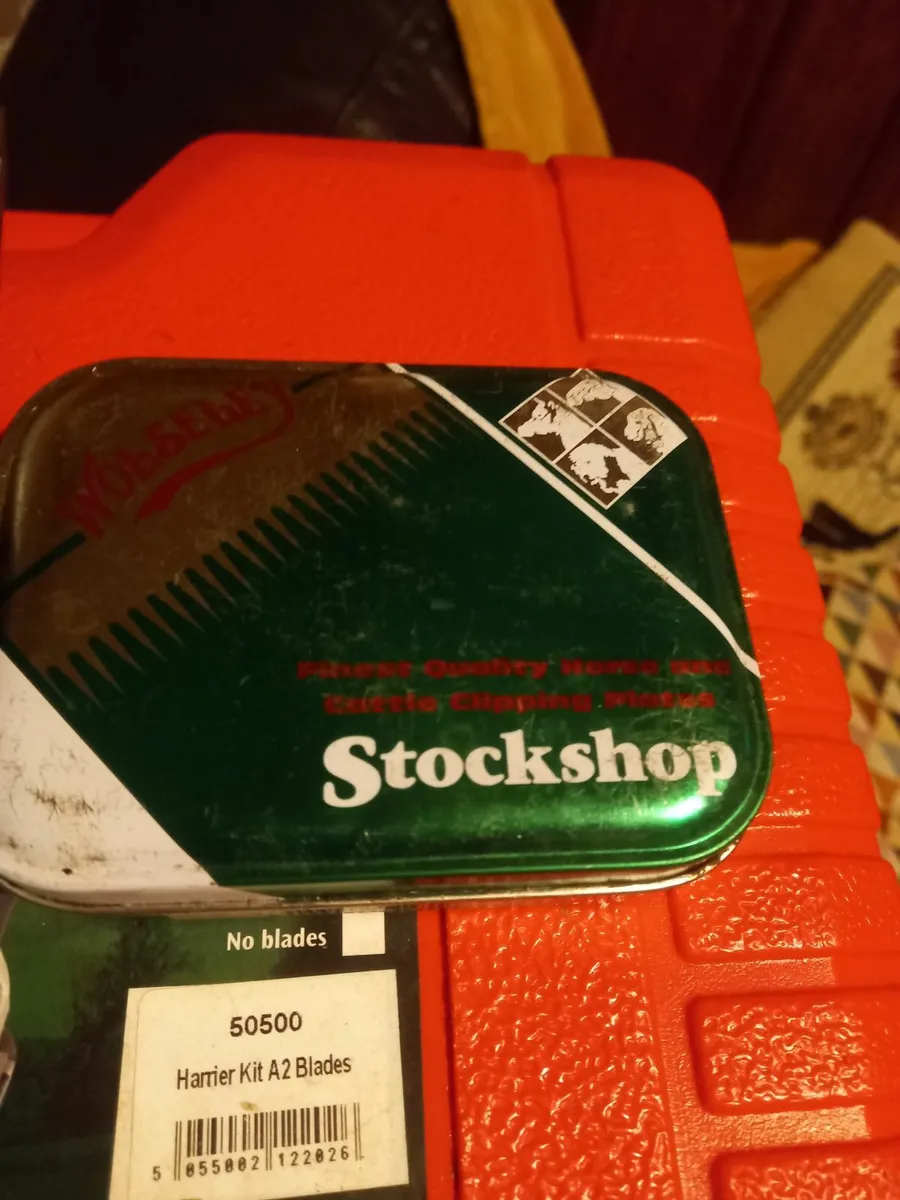 WOLSELEY
Finest Quality Horse and
Cattle Clipping Plates
Stockshop
No blades
50500
Harrier Kit A2 Blades
5 055002 122026